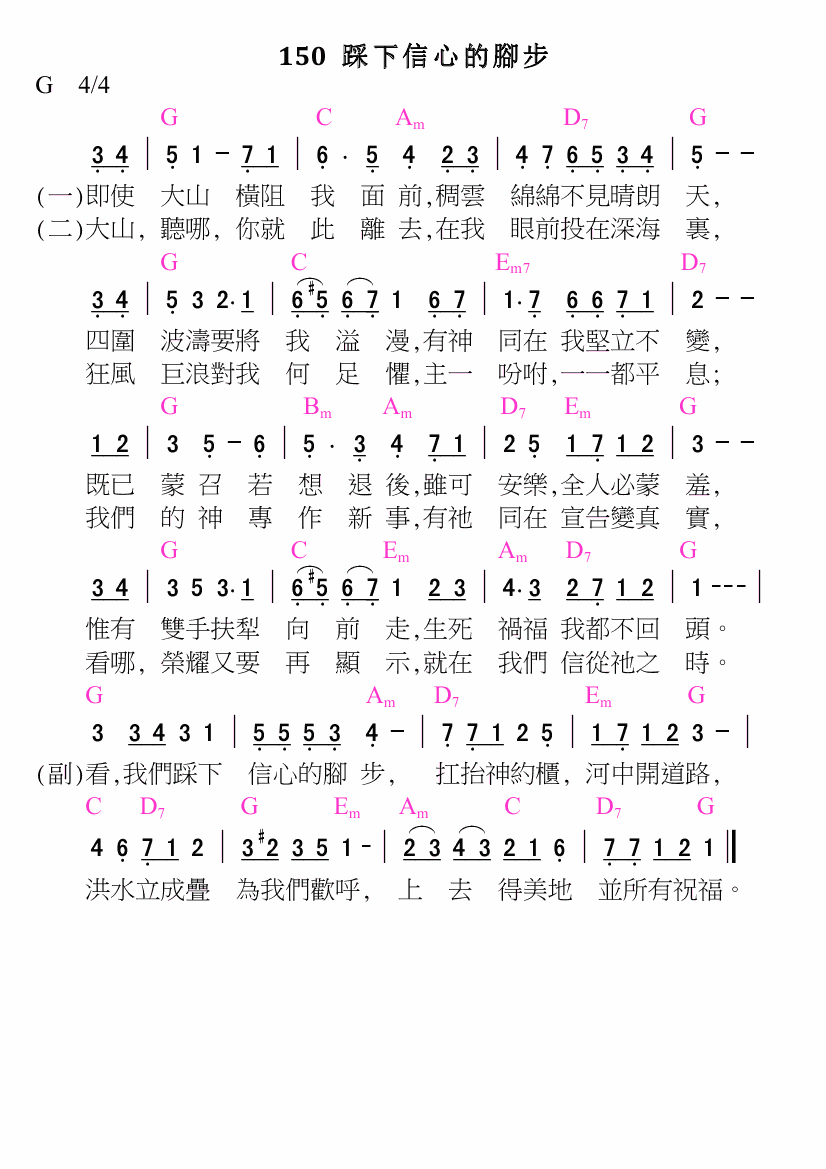 150 踩下信心的腳步
G 4/4
G C Am D7 G
3 4 | 5 1 - 7 1 | 6 . 5 4 2 3 | 4 7 6 5 3 4 | 5 - -
(一)即使 大山 橫阻 我 面 前,稠雲 綿綿不見晴朗 天,
(二)大山, 聽哪, 你就 此 離 去,在我 眼前投在深海 裏,
G C Em7 D7
3 4 | 5 3 2. 1 | 6 #5 6 7 1 6 7 | 1. 7 6 6 7 1 | 2 - -
四圍 波濤要將 我 溢 漫,有神 同在 我堅立不 變,
狂風 巨浪對我 何 足 懼,主一 吩咐,一一都平 息;
G Bm Am D7 Em G
1 2 | 3 5 - 6 | 5 . 3 4 7 1 | 2 5 1 7 1 2 | 3 - -
既已 蒙 召 若 想 退 後,雖可 安樂,全人必蒙 羞,
我們 的 神 專 作 新 事,有祂 同在 宣告變真 實,
G C Em Am D7 G
3 4 | 3 5 3. 1 | 6 #5 6 7 1 2 3 | 4. 3 2 7 1 2 | 1 - - - |
惟有 雙手扶犁 向 前 走,生死 禍福 我都不回 頭。
看哪, 榮耀又要 再 顯 示,就在 我們 信從祂之 時。
G Am D7 Em G
3 3 4 3 1 | 5 5 5 3 4 - | 7 7 1 2 5 | 1 7 1 2 3 - |
(副)看,我們踩下 信心的腳 步, 扛抬神約櫃, 河中開道路,
C D7 G Em Am C D7 G
4 6 7 1 2 | 3 #2 3 5 1 - | 2 3 4 3 2 1 6 | 7 7 1 2 1 ‖
洪水立成疊 為我們歡呼, 上 去 得美地 並所有祝福。